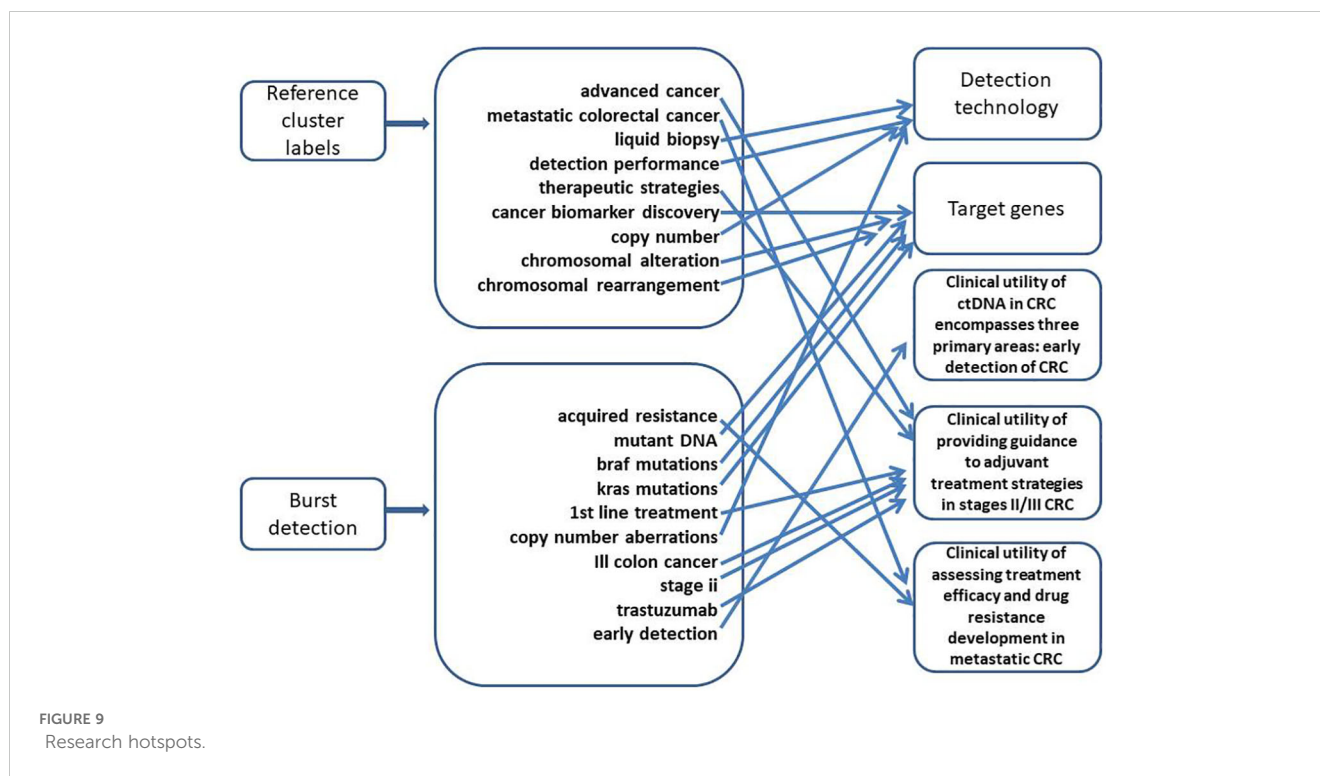 Reference
cluster
labels
advanced cancer
metastatic colorectal cancer
liquid biopsy
detection performance
therapeutic strategies
cancer biomarker discovery
copy number
chromosomal alteration
chromosomal rearrangement
Burst
detection
acquired resistance
mutant DNA
braf mutations
kras mutations
1st line treatment
copy number aberrations
III colon cancer
stage ii
trastuzumab
early detection
Detection
technology
Target genes
Clinical utility of
ctDNA in CRC
encompasses three
primary areas: early
detection of CRC
Clinical utility of
providing guidance
to adjuvant
treatment strategies
in stages II/III CRC
Clinical utility of
assessing treatment
efficacy and drug
resistance
development in
metastatic CRC
FIGURE 9
Research hotspots.